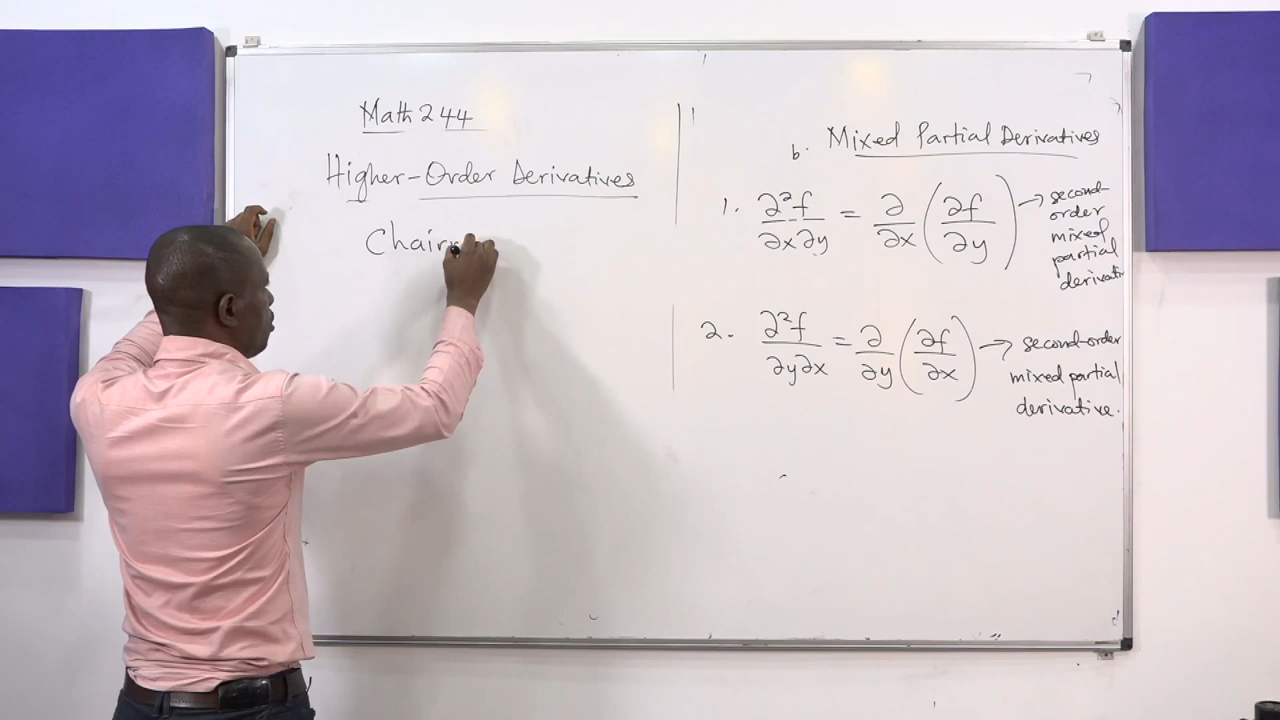 Math 244
Higher-Order Derivatives
b. Mixed Partial Derivatives
1. ∂²f/∂x∂y = ∂/∂x (∂f/∂y) → second-
order
mixed
partial
derivati
2. ∂²f/∂y∂x = ∂/∂y (∂f/∂x) → second-order
mixed partial
derivative.